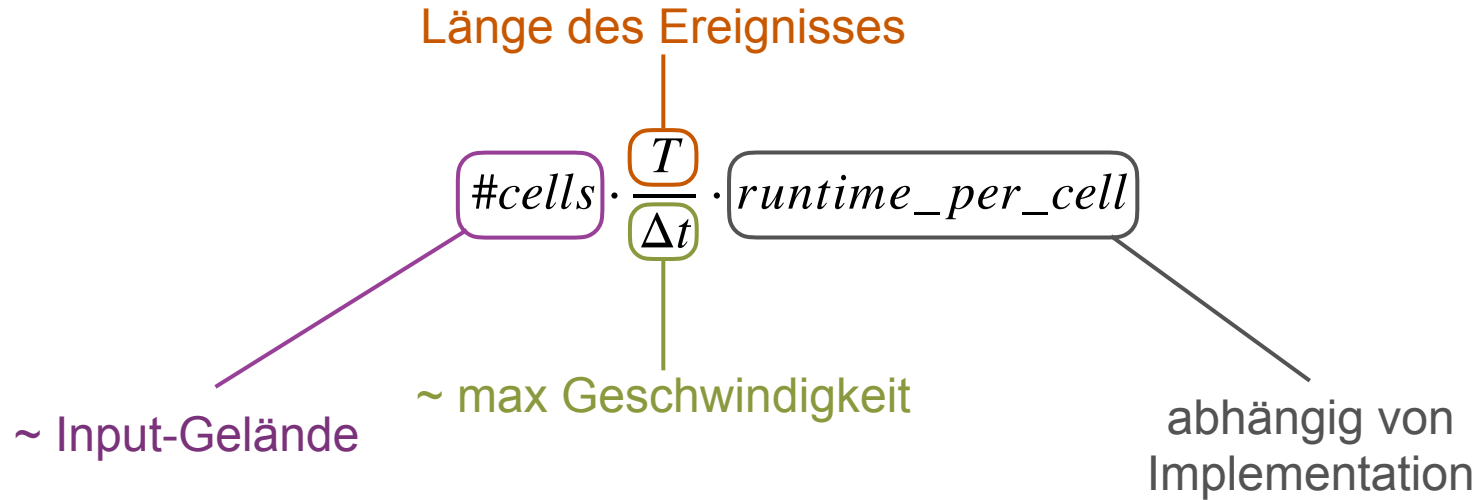 Länge des Ereignisses
#cells · T/Δt · runtime_per_cell
~ max Geschwindigkeit
~ Input-Gelände
abhängig von
Implementation